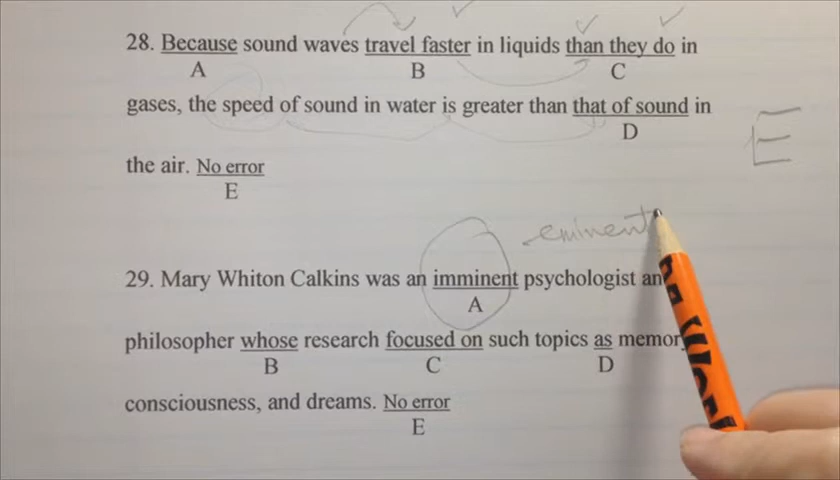 28. Because sound waves travel faster in liquids than they do in
A B C
gases, the speed of sound in water is greater than that of sound in
D
the air. No error
E
E
eminent
29. Mary Whiton Calkins was an imminent psychologist an
A
philosopher whose research focused on such topics as memory
B C D
consciousness, and dreams. No error
E